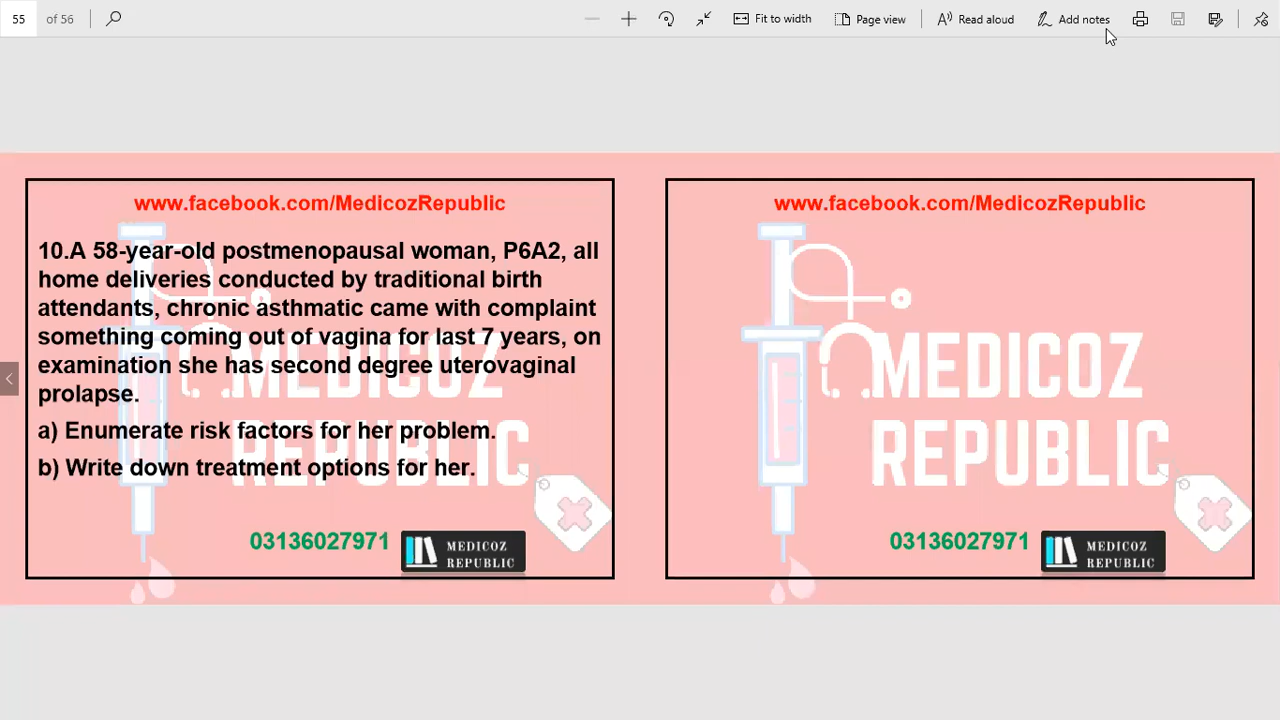 55 of 56 Fit to width Page view Read aloud Add notes
www.facebook.com/MedicozRepublic
10.A 58-year-old postmenopausal woman, P6A2, all
home deliveries conducted by traditional birth
attendants, chronic asthmatic came with complaint
something coming out of vagina for last 7 years, on
examination she has second degree uterovaginal
prolapse.
a) Enumerate risk factors for her problem.
b) Write down treatment options for her.
MEDICOZ
REPUBLIC
03136027971
MEDICOZ
REPUBLIC
www.facebook.com/MedicozRepublic
MEDICOZ
REPUBLIC
03136027971
MEDICOZ
REPUBLIC